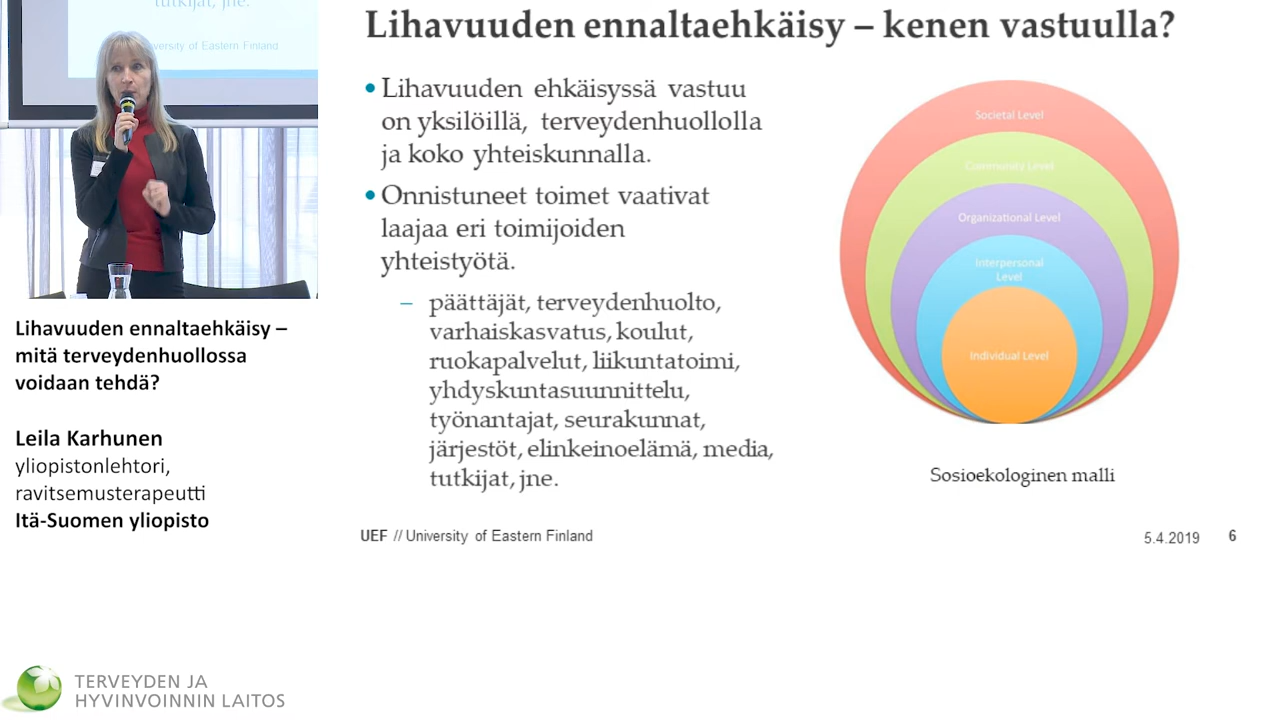 tutkijat, jne.
University of Eastern Finland
Lihavuuden ennaltaehkäisy –
mitä terveydenhuollossa
voidaan tehdä?
Leila Karhunen
yliopistonlehtori,
ravitsemusterapeutti
Itä-Suomen yliopisto
Lihavuuden ennaltaehkäisy – kenen vastuulla?
• Lihavuuden ehkäisyssä vastuu
on yksilöillä, terveydenhuollolla
ja koko yhteiskunnalla.
• Onnistuneet toimet vaativat
laajaa eri toimijoiden
yhteistyötä.
– päättäjät, terveydenhuolto,
varhaiskasvatus, koulut,
ruokapalvelut, liikuntatoimi,
yhdyskuntasuunnittelu,
työnantajat, seurakunnat,
järjestöt, elinkeinoelämä, media,
tutkijat, jne.
Societal Level
Community Level
Organizational Level
Interpersonal
Level
Individual Level
Sosioekologinen malli
UEF // University of Eastern Finland
5.4.2019 6
TERVEYDEN JA
HYVINVOINNIN LAITOS